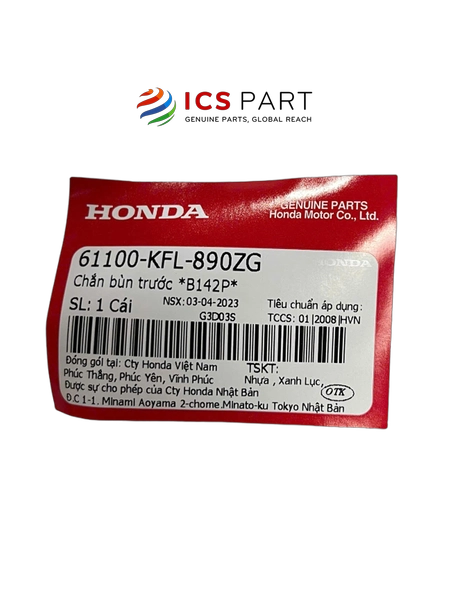 ICS PART
GENUINE PARTS, GLOBAL REACH
HONDA
GENUINE PARTS
Honda Motor Co., Ltd.
61100-KFL-890ZG
Chắn bùn trước *B142P*
SL: 1 Cái
NSX: 03-04-2023
Tiêu chuẩn áp dụng:
G3D03S
TCCS: 01|2008|HVN
Đóng gói tại: Cty Honda Việt Nam
TSKT:
Phúc Thắng, Phúc Yên, Vĩnh Phúc
Nhựa , Xanh Lục,
Được sự cho phép của Cty Honda Nhật Bản
OTK
Đ.C 1-1. Minami Aoyama 2-chome.Minato-ku Tokyo Nhật Bản
HONDA